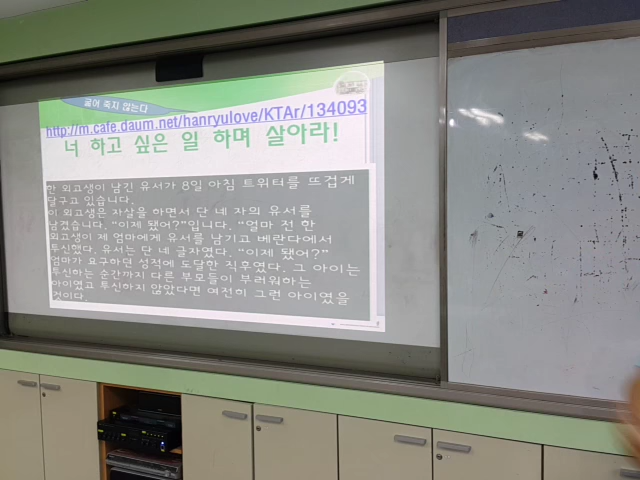 굶어 죽지 않는다
http://m.cafe.daum.net/hanryulove/KTAr/134093
너 하고 싶은 일 하며 살아라!
한 외고생이 남긴 유서가 8일 아침 트위터를 뜨겁게
달구고 있습니다.
이 외고생은 자살을 하면서 단 네 자의 유서를
남겼습니다. "이제 됐어?"입니다. "얼마 전 한
외고생이 제 엄마에게 유서를 남기고 베란다에서
투신했다. 유서는 단 네 글자였다. "이제 됐어?"
엄마가 요구하던 성적에 도달한 직후였다. 그 아이는
투신하는 순간까지 다른 부모들이 부러워하는
아이였고 투신하지 않았다면 여전히 그런 아이였을
것이다.